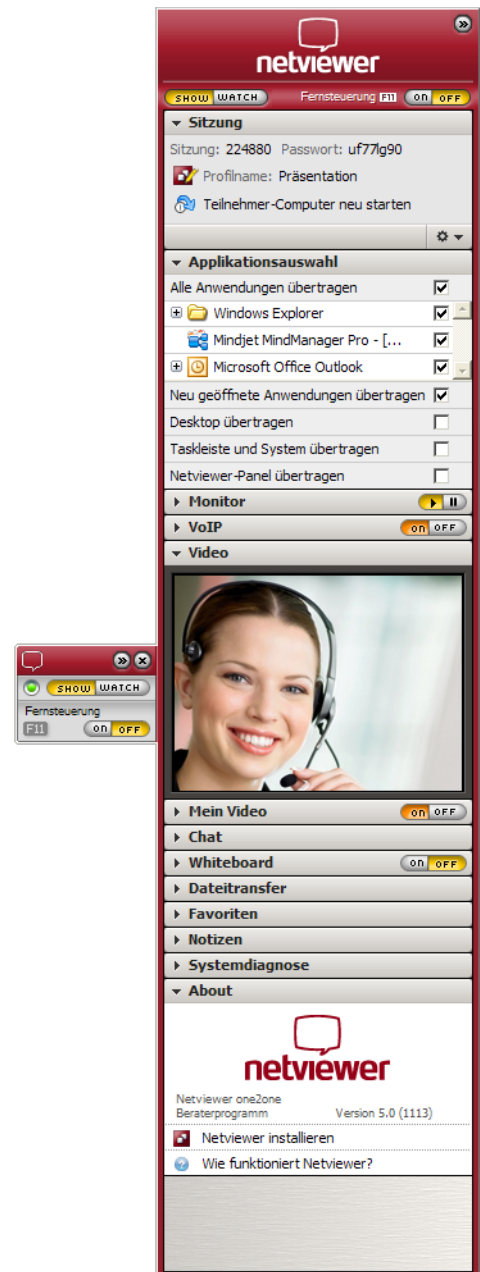 netviewer
SHOW WATCH Fernsteuerung F11 on OFF
Sitzung
Sitzung: 224880 Passwort: uf77lg90
Profilname: Präsentation
Teilnehmer-Computer neu starten
Applikationsauswahl
Alle Anwendungen übertragen
Windows Explorer
Mindjet MindManager Pro - [...
Microsoft Office Outlook
Neu geöffnete Anwendungen übertragen
Desktop übertragen
Taskleiste und System übertragen
Netviewer-Panel übertragen
Monitor
VoIP on OFF
Video
SHOW WATCH
Fernsteuerung
F11 on OFF
Mein Video on OFF
Chat
Whiteboard on OFF
Dateitransfer
Favoriten
Notizen
Systemdiagnose
About
netviewer
Netviewer one2one
Beraterprogramm Version 5.0 (1113)
Netviewer installieren
Wie funktioniert Netviewer?